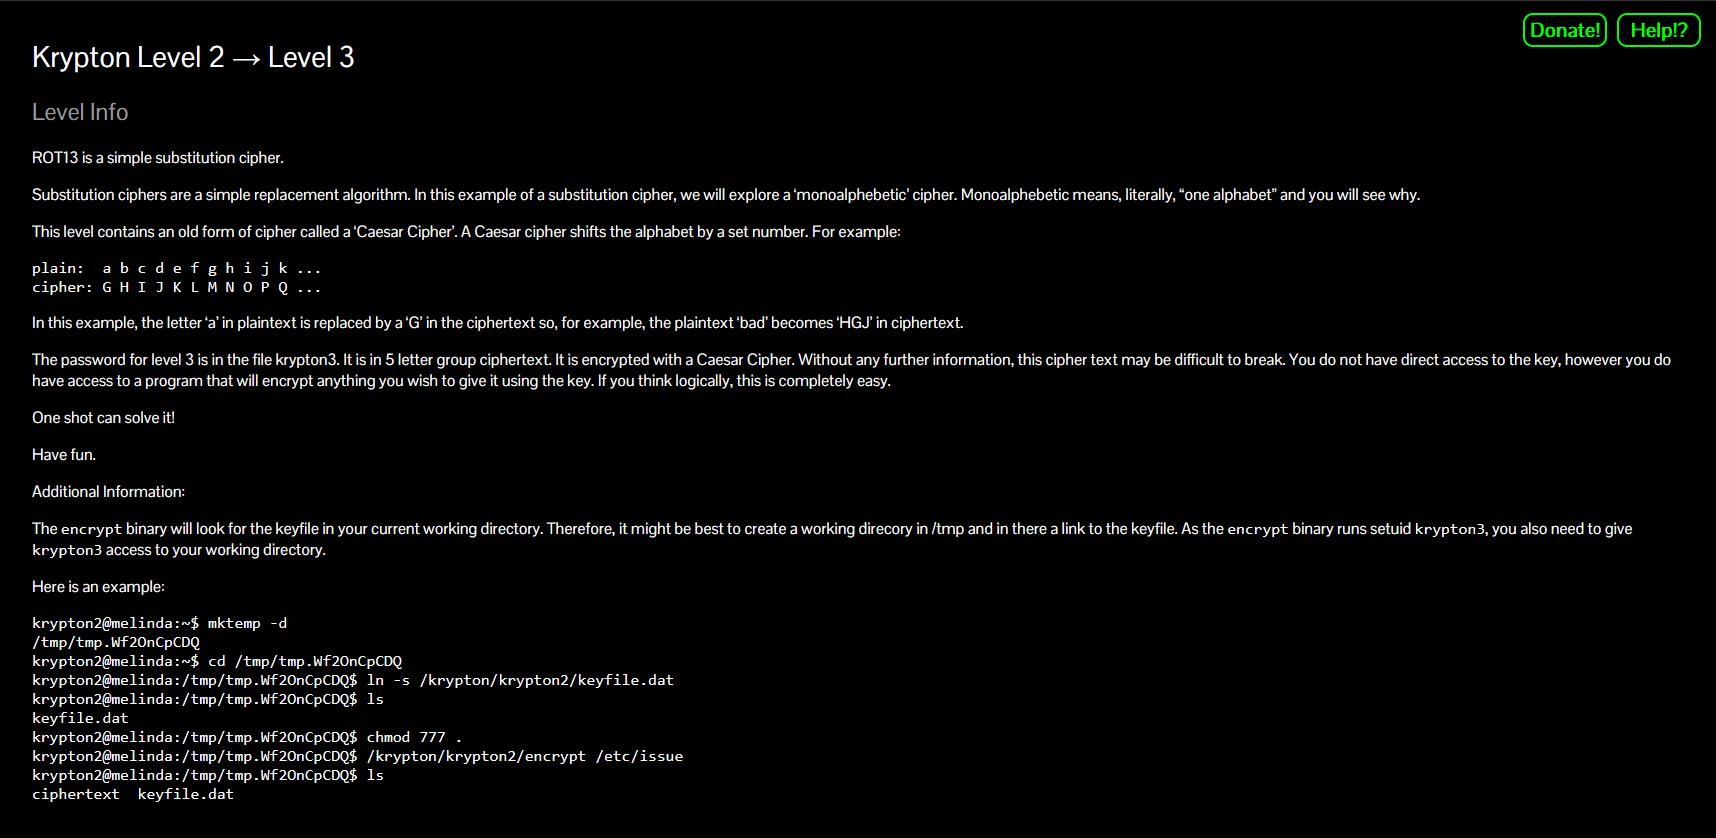 Donate! Help!?
Krypton Level 2 → Level 3
Level Info
ROT13 is a simple substitution cipher.
Substitution ciphers are a simple replacement algorithm. In this example of a substitution cipher, we will explore a ‘monoalphebetic’ cipher. Monoalphebetic means, literally, “one alphabet” and you will see why.
This level contains an old form of cipher called a ‘Caesar Cipher’. A Caesar cipher shifts the alphabet by a set number. For example:
plain:  a b c d e f g h i j k ...
cipher: G H I J K L M N O P Q ...
In this example, the letter ‘a’ in plaintext is replaced by a ‘G’ in the ciphertext so, for example, the plaintext ‘bad’ becomes ‘HGJ’ in ciphertext.
The password for level 3 is in the file krypton3. It is in 5 letter group ciphertext. It is encrypted with a Caesar Cipher. Without any further information, this cipher text may be difficult to break. You do not have direct access to the key, however you do
have access to a program that will encrypt anything you wish to give it using the key. If you think logically, this is completely easy.
One shot can solve it!
Have fun.
Additional Information:
The encrypt binary will look for the keyfile in your current working directory. Therefore, it might be best to create a working direcory in /tmp and in there a link to the keyfile. As the encrypt binary runs setuid krypton3, you also need to give
krypton3 access to your working directory.
Here is an example:
krypton2@melinda:~$ mktemp -d
/tmp/tmp.Wf2OnCpCDQ
krypton2@melinda:~$ cd /tmp/tmp.Wf2OnCpCDQ
krypton2@melinda:/tmp/tmp.Wf2OnCpCDQ$ ln -s /krypton/krypton2/keyfile.dat
krypton2@melinda:/tmp/tmp.Wf2OnCpCDQ$ ls
keyfile.dat
krypton2@melinda:/tmp/tmp.Wf2OnCpCDQ$ chmod 777 .
krypton2@melinda:/tmp/tmp.Wf2OnCpCDQ$ /krypton/krypton2/encrypt /etc/issue
krypton2@melinda:/tmp/tmp.Wf2OnCpCDQ$ ls
ciphertext  keyfile.dat